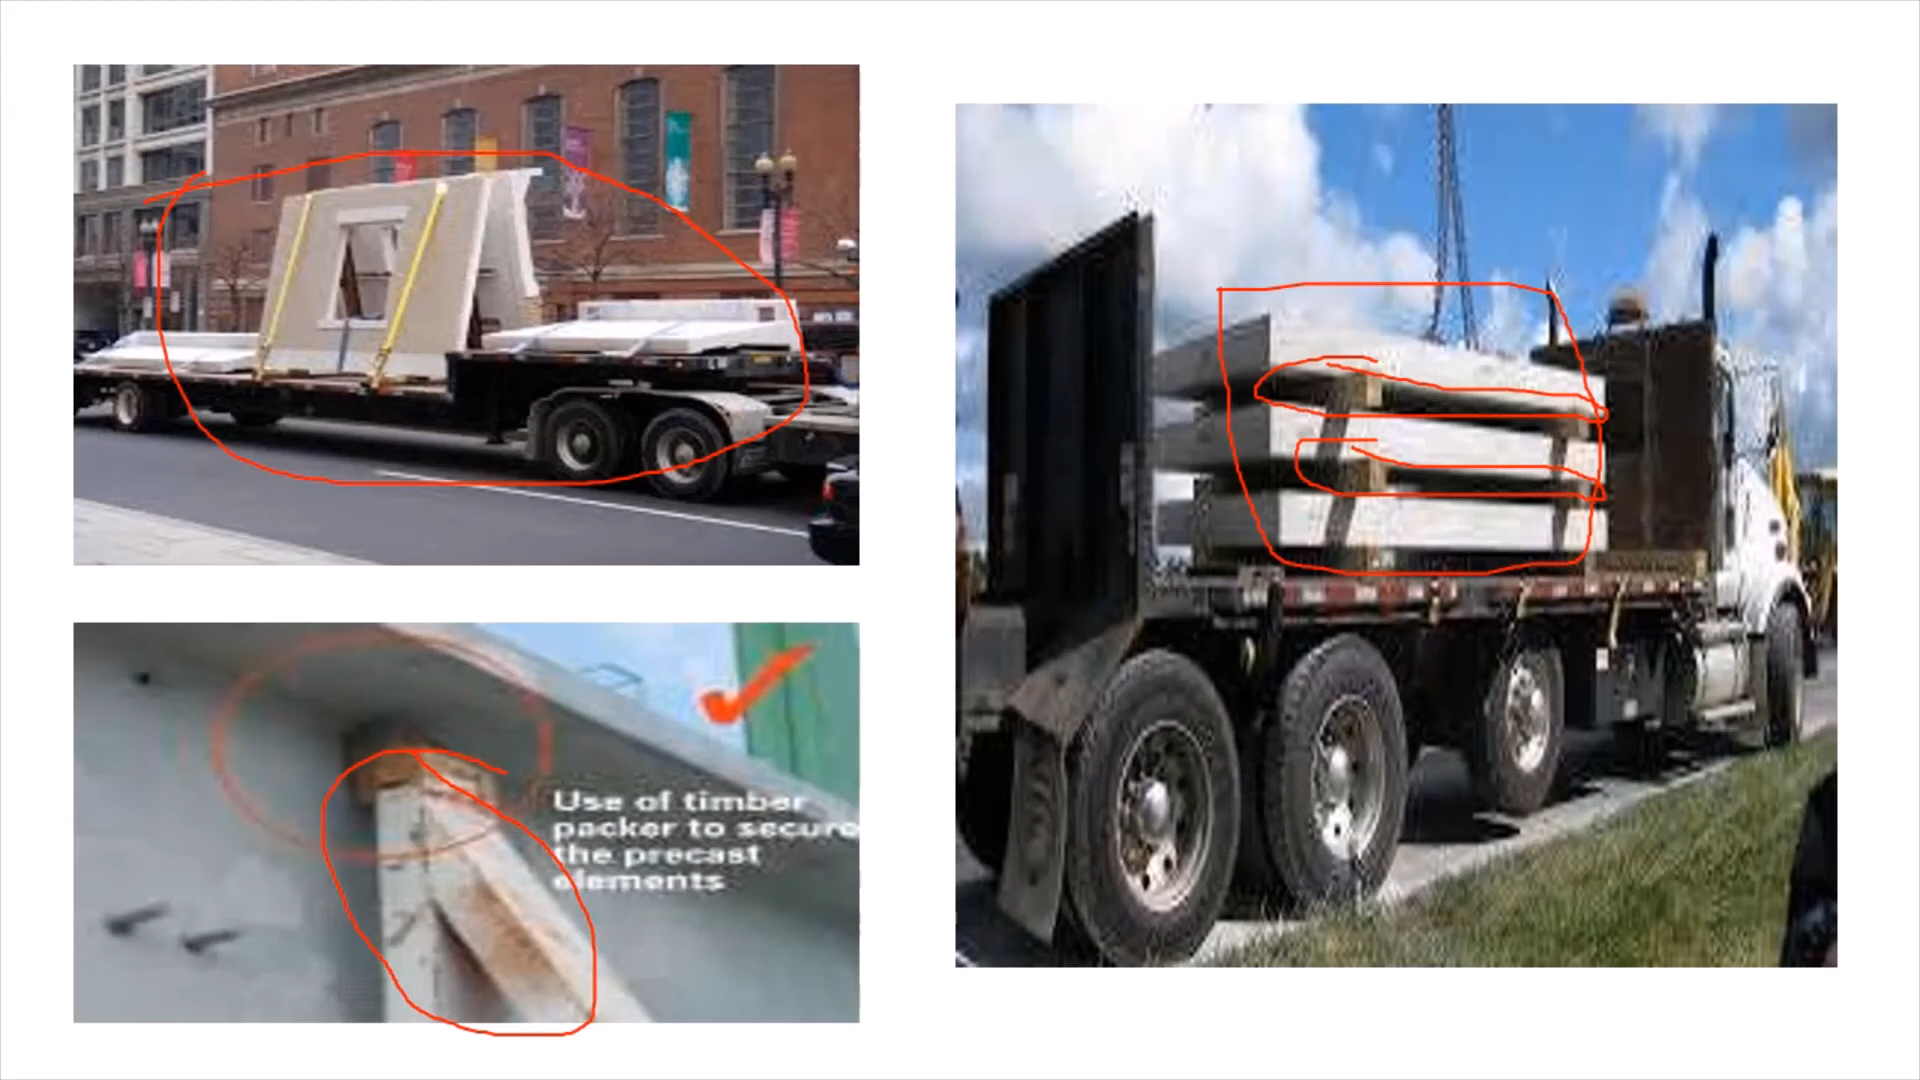 Use of timber
packer to secure
the precast
elements